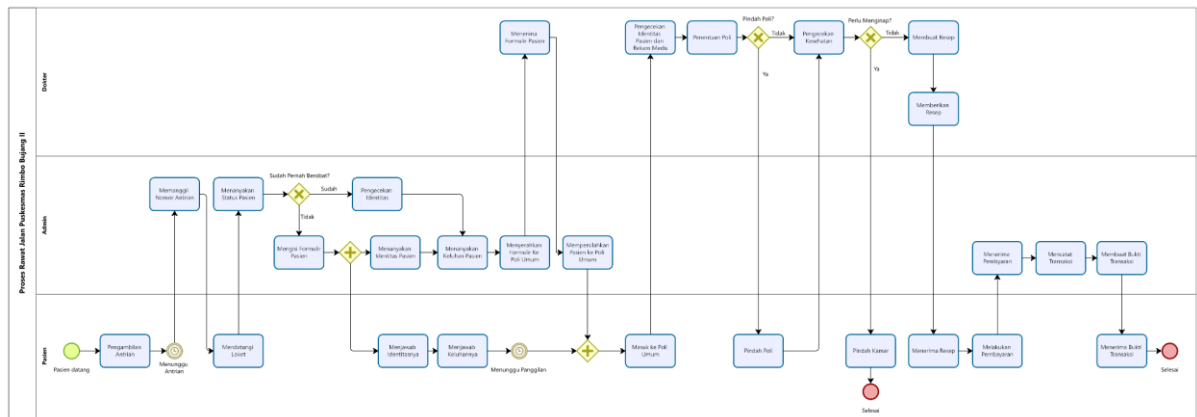 Proses Rawat Jalan Puskesmas Rimbo Bujang II
Dokter
Menerima
Formulir Pasien
Pengecekan
Identitas
Pasien dan
Rekam Medis
Penentuan Poli
Pindah Poli?
Tidak
Ya
Pengecekan
Kesehatan
Perlu Menginap?
Tidak
Ya
Membuat Resep
Memberikan
Resep
Admin
Memanggil
Nomor Antrian
Menanyakan
Status Pasien
Sudah Pernah Berobat?
Sudah
Tidak
Pengecekan
Identitas
Mengisi Formulir
Pasien
Menanyakan
Identitas Pasien
Menanyakan
Keluhan Pasien
Menyerahkan
Formulir Ke
Poli Umum
Mempersilahkan
Pasien ke Poli
Umum
Menerima
Pembayaran
Mencatat
Transaksi
Membuat Bukti
Transaksi
Pasien
Pasien datang
Pengambilan
Antrian
Menunggu
Antrian
Mendatangi
Loket
Menjawab
Identitasnya
Menjawab
Keluhannya
Menunggu Panggilan
Masuk ke Poli
Umum
Pindah Poli
Pindah Kamar
Selesai
Menerima Resep
Melakukan
Pembayaran
Menerima Bukti
Transaksi
Selesai